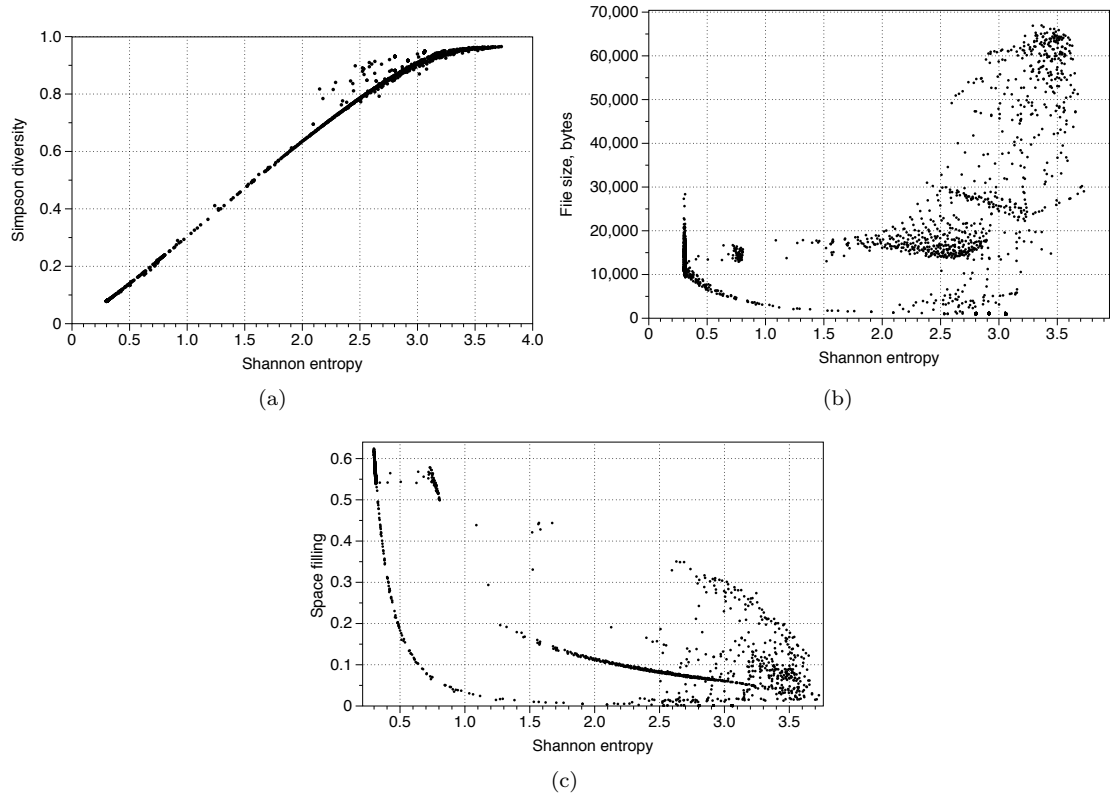 1.0
0.8
0.6
0.4
0.2
0
Simpson diversity
0 0.5 1.0 1.5 2.0 2.5 3.0 3.5 4.0
Shannon entropy
(a)
70,000
60,000
50,000
40,000
30,000
20,000
10,000
0
File size, bytes
0 0.5 1.0 1.5 2.0 2.5 3.0 3.5
Shannon entropy
(b)
0.6
0.5
0.4
0.3
0.2
0.1
0
Space filling
0.5 1.0 1.5 2.0 2.5 3.0 3.5
Shannon entropy
(c)